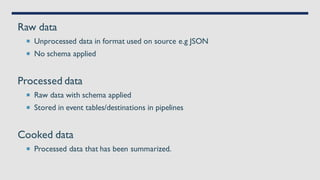 Raw data
Unprocessed data in format used on source e.g JSON
No schema applied
Processed data
Raw data with schema applied
Stored in event tables/destinations in pipelines
Cooked data
Processed data that has been summarized.